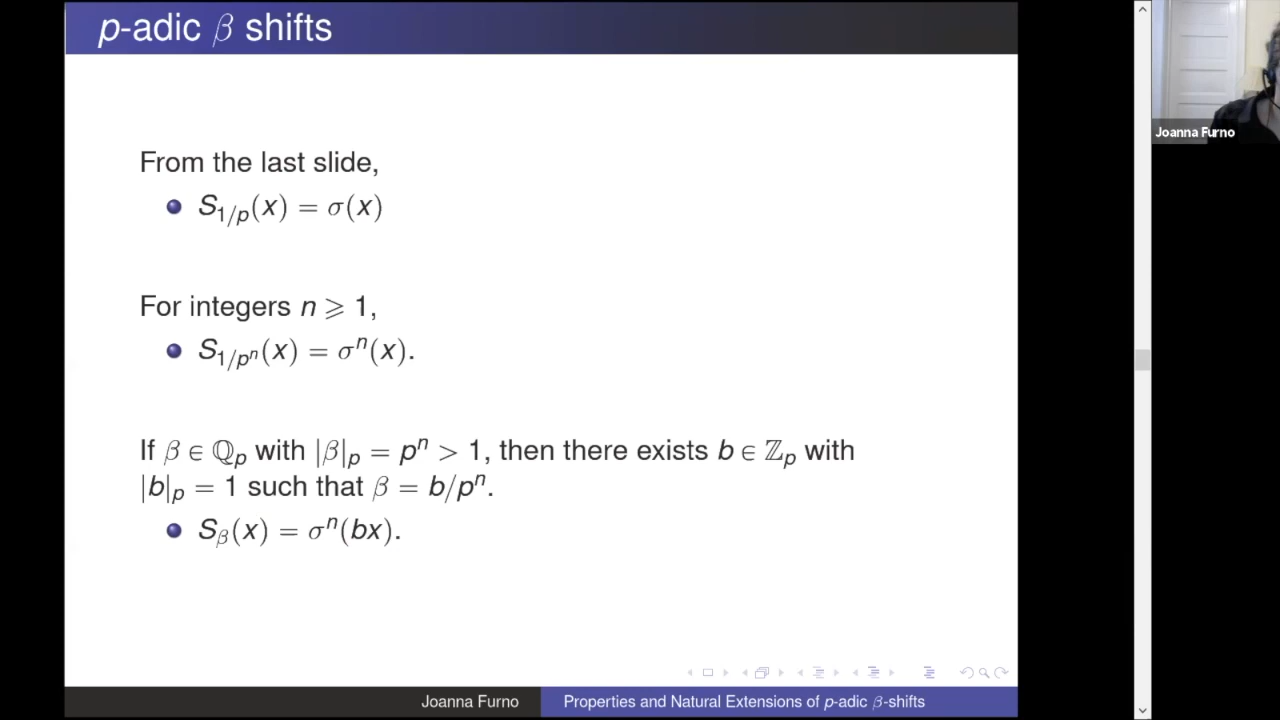 p-adic β shifts
Joanna Furno
From the last slide,
S_{1/p}(x) = σ(x)
For integers n ⩾ 1,
S_{1/p^n}(x) = σ^n(x).
If β ∈ ℚ_p with |β|_p = p^n > 1, then there exists b ∈ ℤ_p with
|b|_p = 1 such that β = b/p^n.
S_β(x) = σ^n(bx).
Joanna Furno
Properties and Natural Extensions of p-adic β-shifts